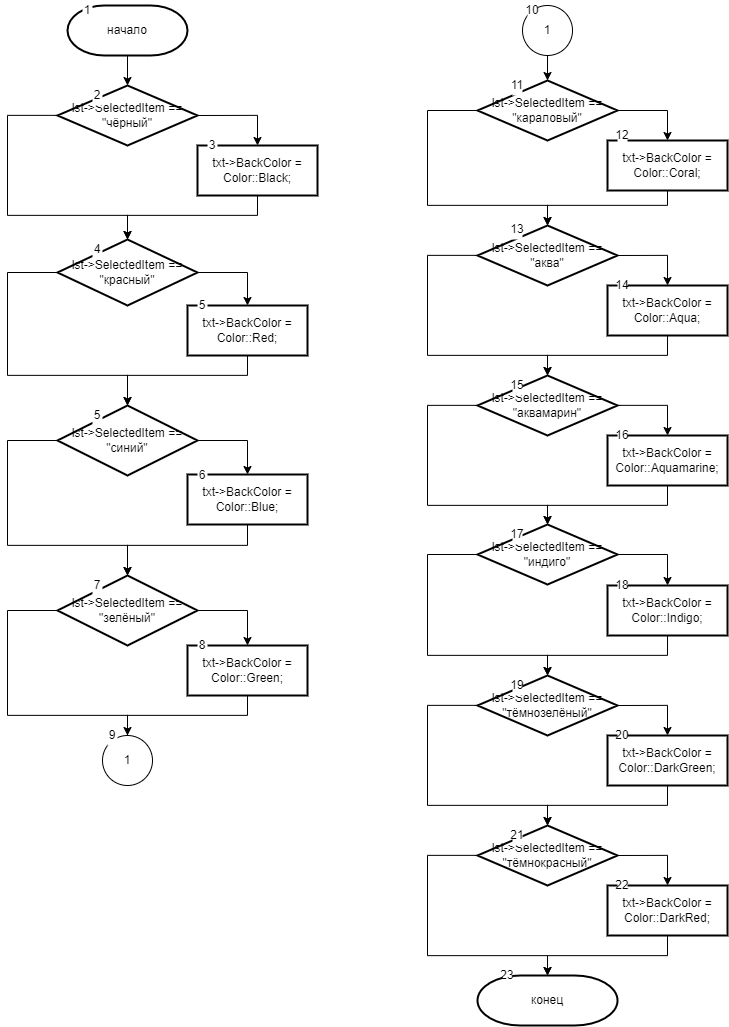 1
начало
2
lst->SelectedItem ==
"чёрный"
3
txt->BackColor =
Color::Black;
4
lst->SelectedItem ==
"красный"
5
txt->BackColor =
Color::Red;
5
lst->SelectedItem ==
"синий"
6
txt->BackColor =
Color::Blue;
7
lst->SelectedItem ==
"зелёный"
8
txt->BackColor =
Color::Green;
9
1
10
1
11
lst->SelectedItem ==
"караловый"
12
txt->BackColor =
Color::Coral;
13
lst->SelectedItem ==
"аква"
14
txt->BackColor =
Color::Aqua;
15
lst->SelectedItem ==
"аквамарин"
16
txt->BackColor =
Color::Aquamarine;
17
lst->SelectedItem ==
"индиго"
18
txt->BackColor =
Color::Indigo;
19
lst->SelectedItem ==
"тёмнозелёный"
20
txt->BackColor =
Color::DarkGreen;
21
lst->SelectedItem ==
"тёмнокрасный"
22
txt->BackColor =
Color::DarkRed;
23
конец